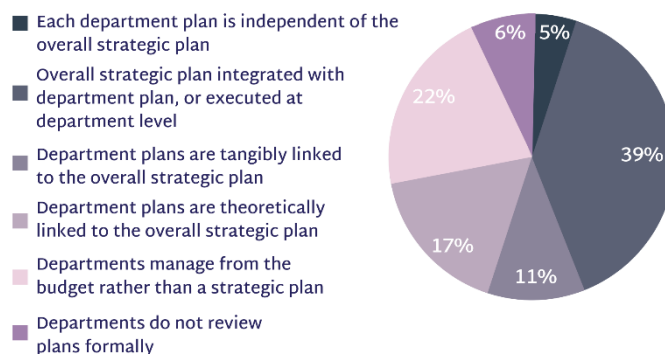 Each department plan is independent of the
overall strategic plan
Overall strategic plan integrated with
department plan, or executed at
department level
Department plans are tangibly linked
to the overall strategic plan
Department plans are theoretically
linked to the overall strategic plan
Departments manage from the
budget rather than a strategic plan
Departments do not review
plans formally
6%
5%
22%
39%
17%
11%